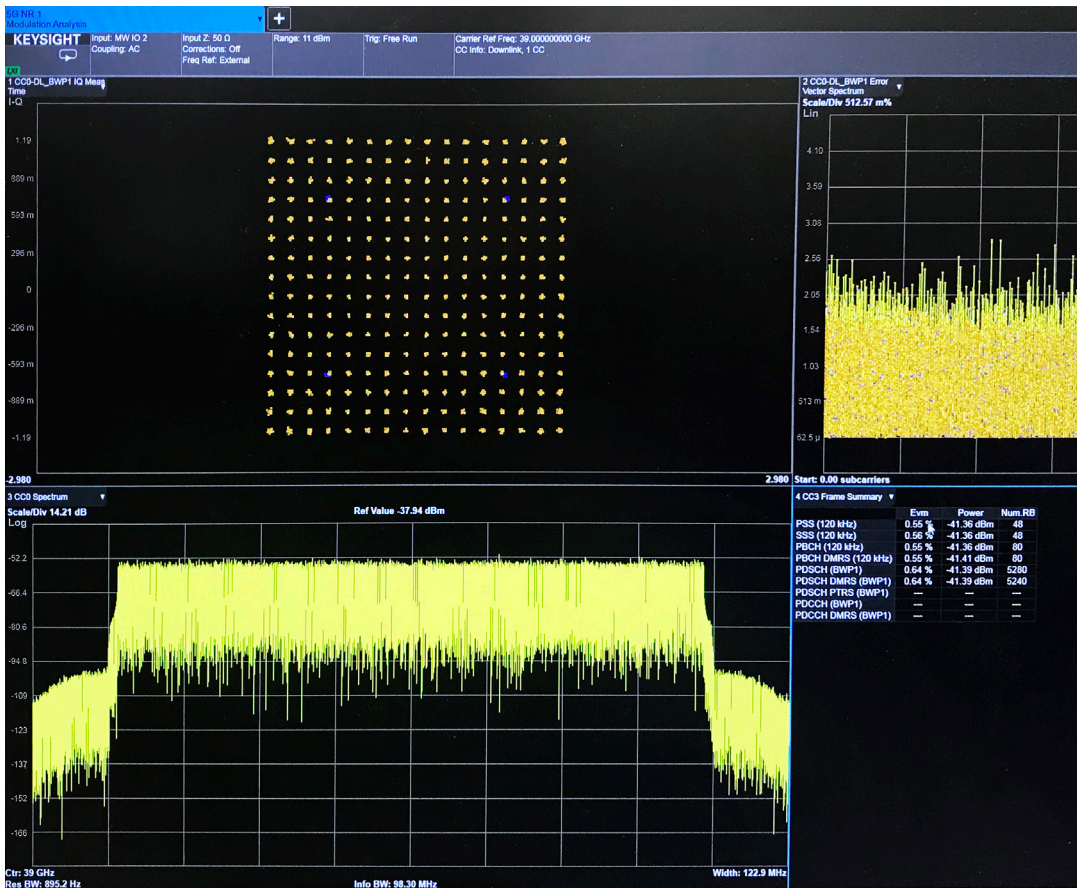 5G NR 1
Modulation Analysis
+
KEYSIGHT
Input: MW IO 2
Coupling: AC
Input Z: 50 Ω
Corrections: Off
Freq Ref: External
Range: 11 dBm
Trig: Free Run
Carrier Ref Freq: 39.000000000 GHz
CC Info: Downlink, 1 CC
LXI
1 CC0-DL_BWP1 IQ Meas
Time
I-Q
1.19
889 m
593 m
296 m
0
-296 m
-593 m
-889 m
-1.19
-2.980
2.980
2 CC0-DL_BWP1 Error
Vector Spectrum
Scale/Div 512.57 m%
Lin
4.10
3.59
3.08
2.56
2.05
1.54
1.03
513 m
62.5 µ
Start: 0.00 subcarriers
3 CC0 Spectrum
Scale/Div 14.21 dB
Ref Value -37.94 dBm
Log
-52.2
-66.4
-80.6
-94.8
-109
-123
-137
-152
-166
Ctr: 39 GHz
Width: 122.9 MHz
Res BW: 895.2 Hz
Info BW: 98.30 MHz
4 CC3 Frame Summary
Evm Power Num.RB
PSS (120 kHz) 0.55 % -41.36 dBm 48
SSS (120 kHz) 0.56 % -41.36 dBm 48
PBCH (120 kHz) 0.55 % -41.36 dBm 80
PBCH DMRS (120 kHz) 0.55 % -41.41 dBm 80
PDSCH (BWP1) 0.64 % -41.39 dBm 5280
PDSCH DMRS (BWP1) 0.64 % -41.39 dBm 5240
PDSCH PTRS (BWP1) --- --- ---
PDCCH (BWP1) --- --- ---
PDCCH DMRS (BWP1) --- --- ---